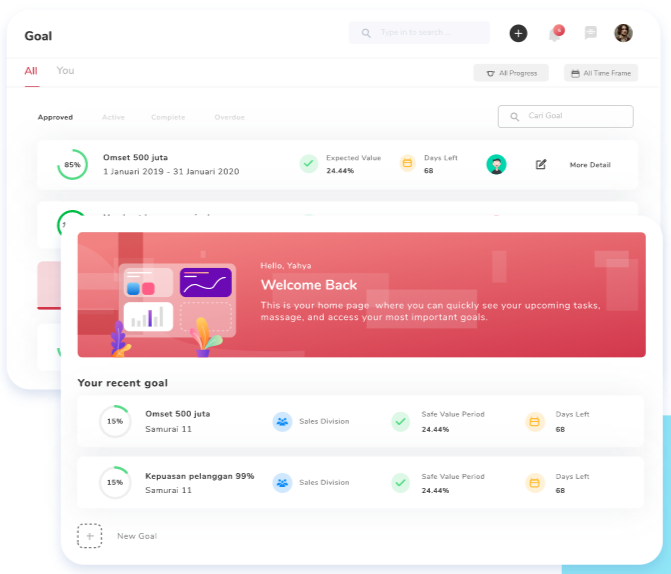 Goal
Type in to search ...
All
You
All Progress
All Time Frame
Approved
Active
Complete
Overdue
Cari Goal
85%
Omset 500 juta
1 Januari 2019 - 31 Januari 2020
Expected Value
24.44%
Days Left
68
More Detail
Hello, Yahya
Welcome Back
This is your home page where you can quickly see your upcoming tasks,
massage, and access your most important goals.
Your recent goal
15%
Omset 500 juta
Samurai 11
Sales Division
Safe Value Period
24.44%
Days Left
68
15%
Kepuasan pelanggan 99%
Samurai 11
Sales Division
Safe Value Period
24.44%
Days Left
68
New Goal